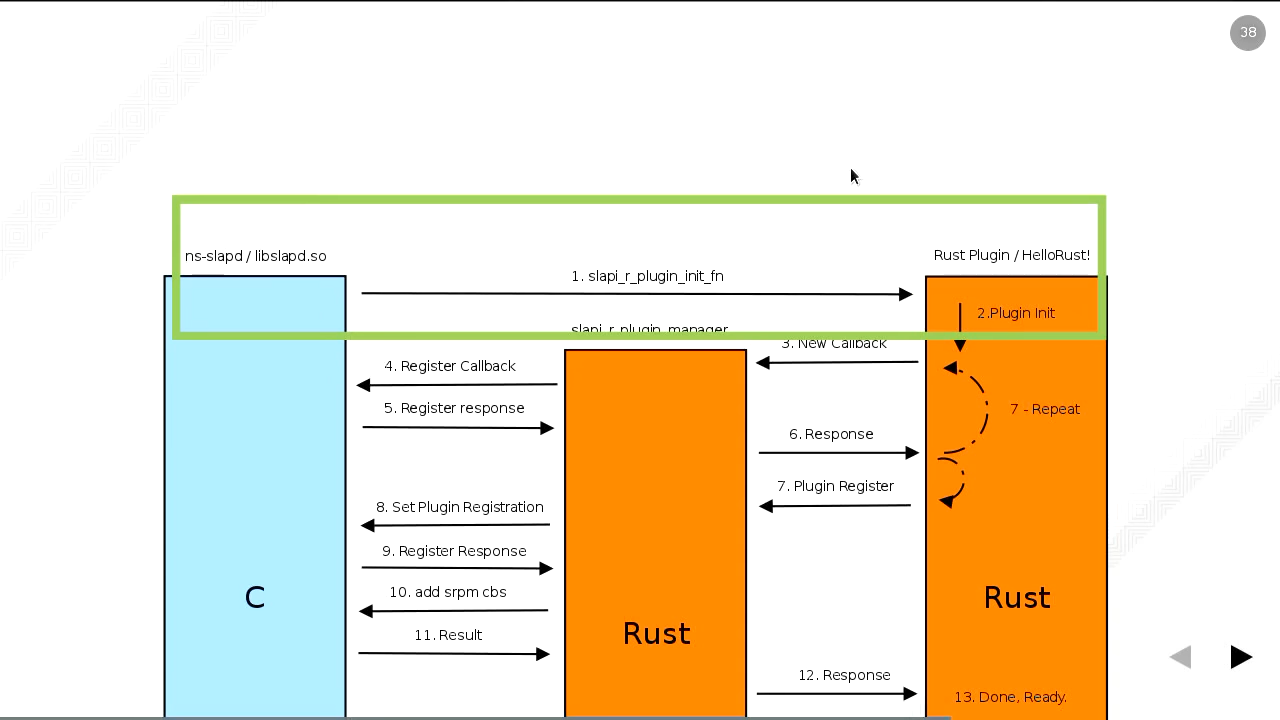 38
ns-slapd / libslapd.so
Rust Plugin / HelloRust!
1. slapi_r_plugin_init_fn
2.Plugin Init
slapi_r_plugin_manager
3. New Callback
4. Register Callback
5. Register response
7 - Repeat
6. Response
7. Plugin Register
8. Set Plugin Registration
9. Register Response
10. add srpm cbs
C
Rust
Rust
11. Result
12. Response
13. Done, Ready.